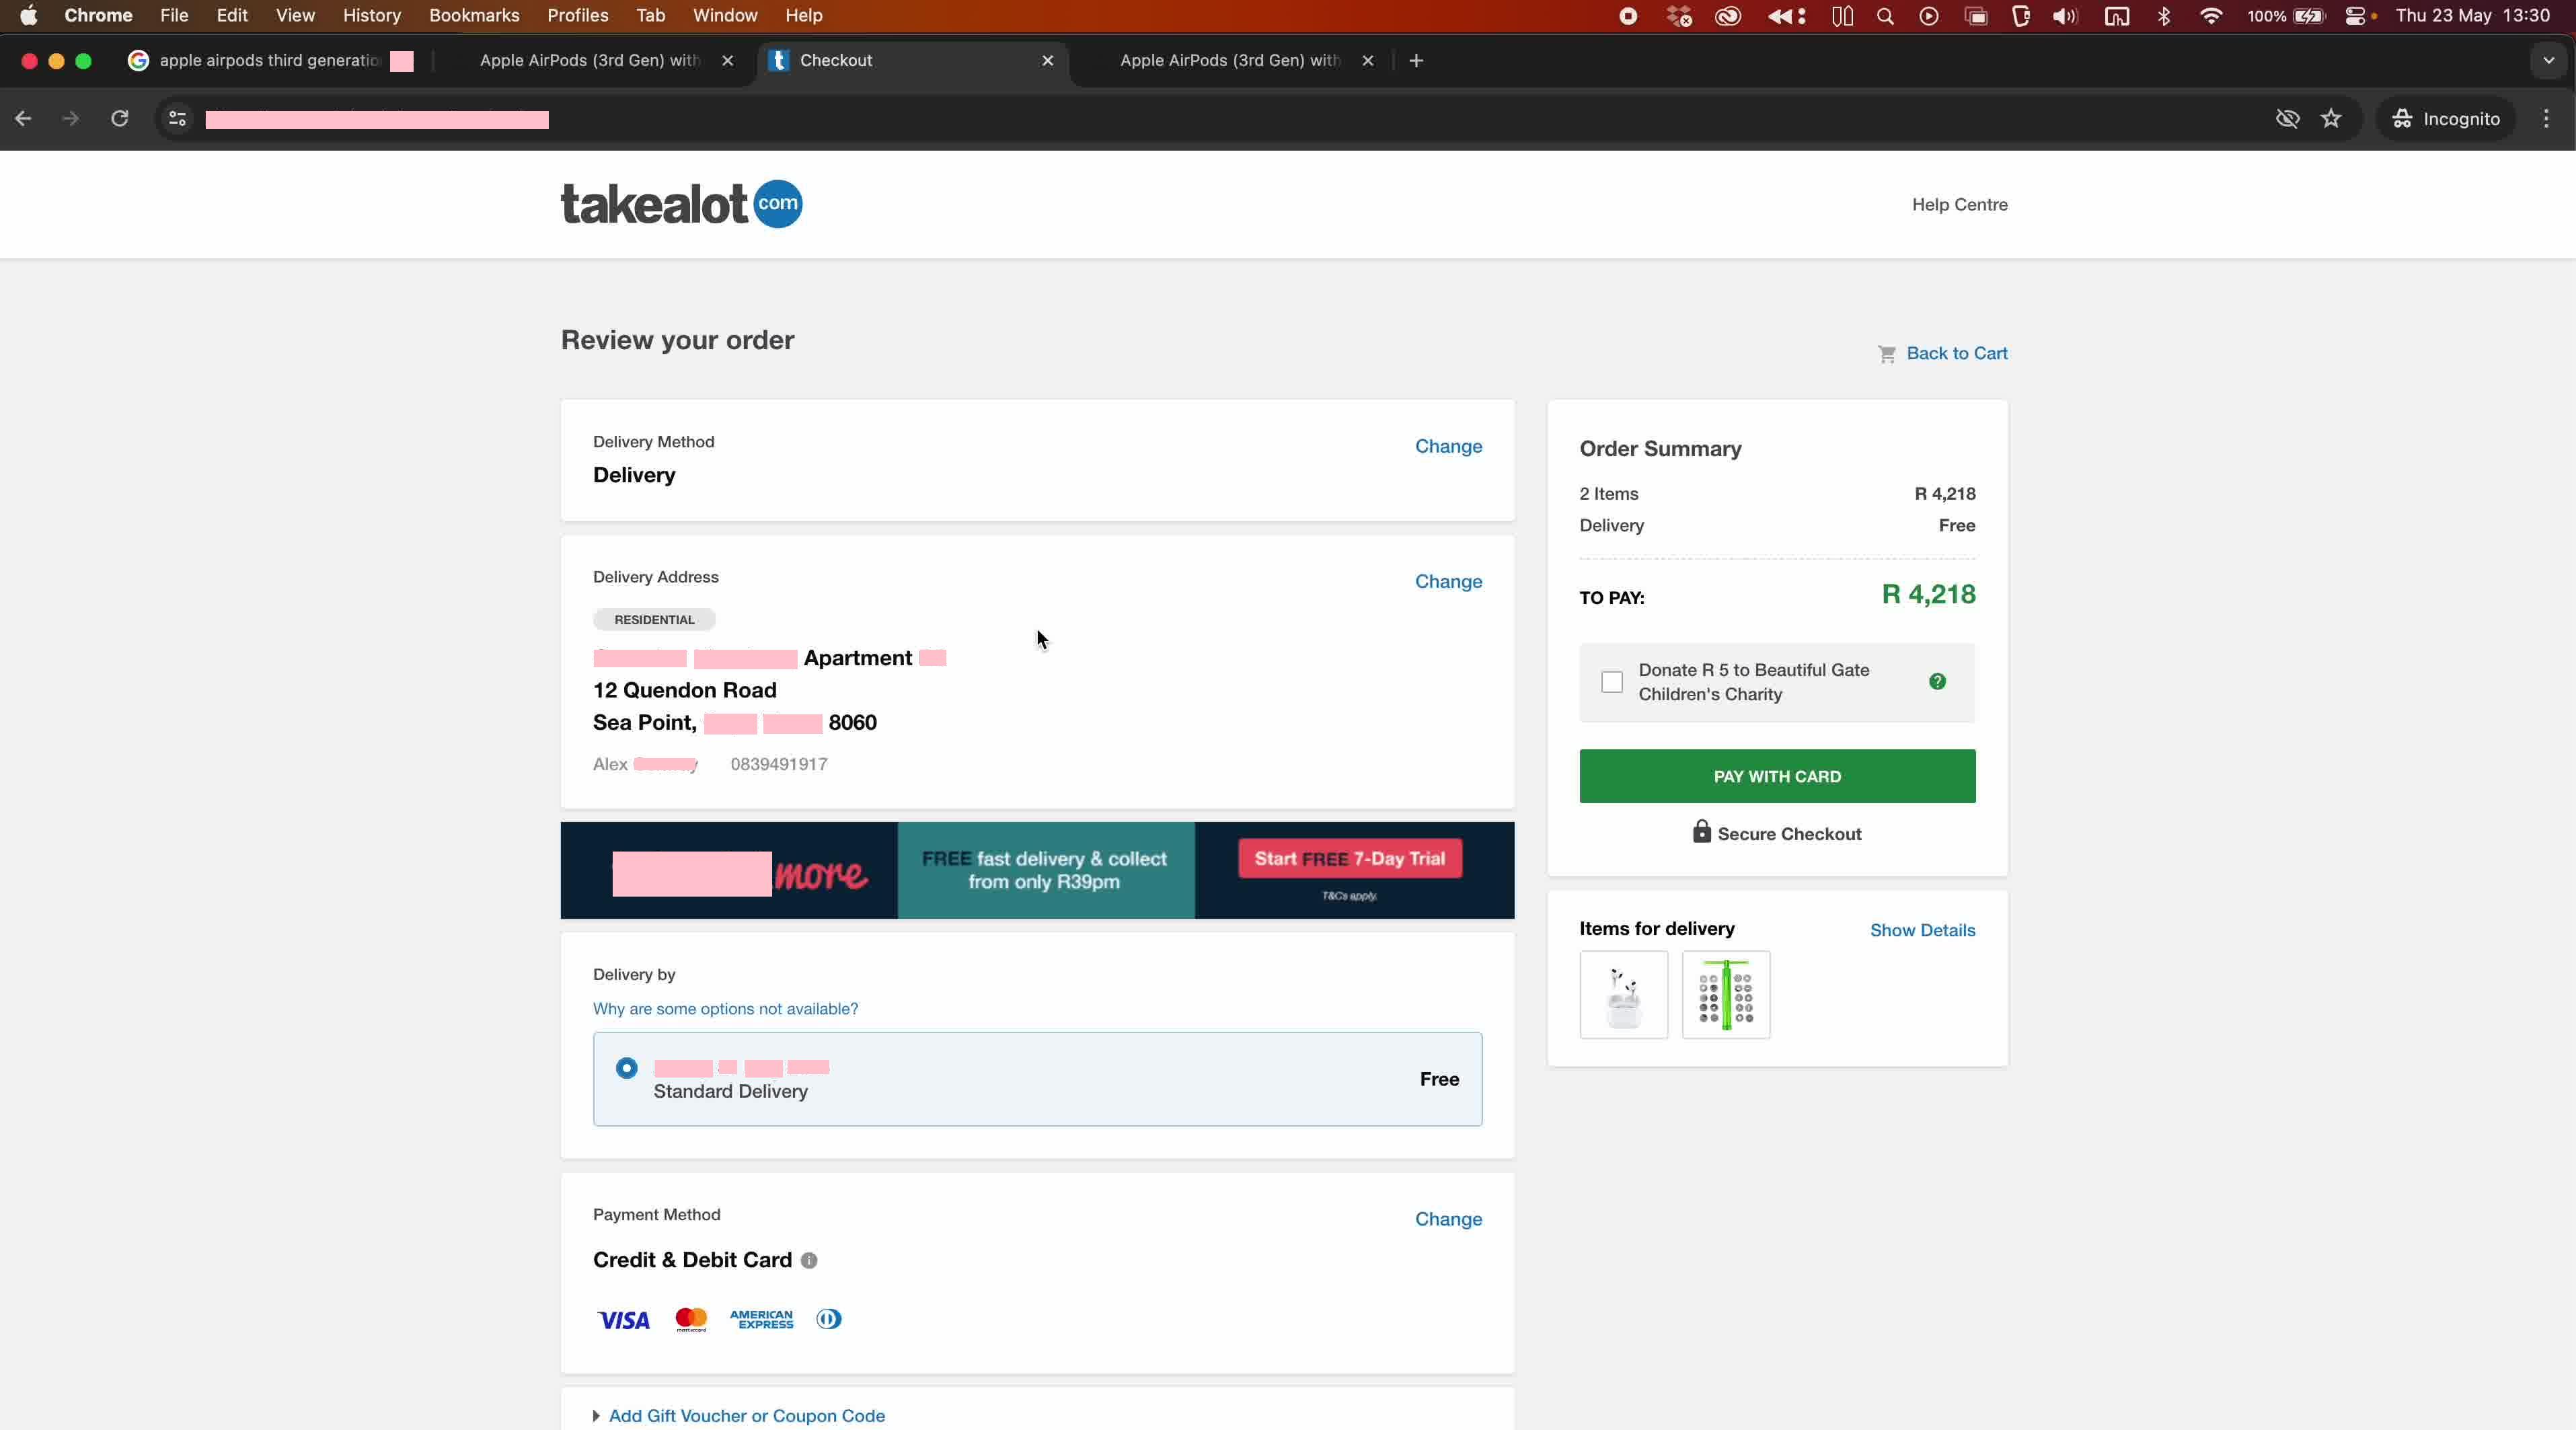 Chrome File Edit View History Bookmarks Profiles Tab Window Help 100% Thu 23 May 13:30
apple airpods third generatio Apple AirPods (3rd Gen) with Checkout Apple AirPods (3rd Gen) with
Incognito
takealot com
Help Centre
Review your order
Back to Cart
Delivery Method
Change
Delivery
Delivery Address
Change
RESIDENTIAL
Apartment
12 Quendon Road
Sea Point, 8060
Alex 0839491917
more
FREE fast delivery & collect
from only R39pm
Start FREE 7-Day Trial
T&Cs apply.
Delivery by
Why are some options not available?
Standard Delivery
Free
Payment Method
Change
Credit & Debit Card
VISA mastercard AMERICAN EXPRESS
Add Gift Voucher or Coupon Code
Order Summary
2 Items R 4,218
Delivery Free
TO PAY: R 4,218
Donate R 5 to Beautiful Gate
Children's Charity
PAY WITH CARD
Secure Checkout
Items for delivery
Show Details